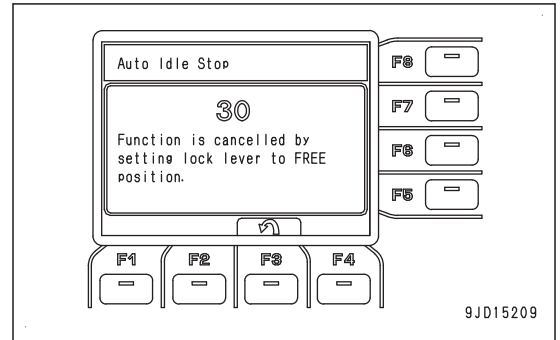 Auto Idle Stop
30
Function is cancelled by
setting lock lever to FREE
position.
F8
F7
F6
F5
F1 F2 F3 F4
9JD15209